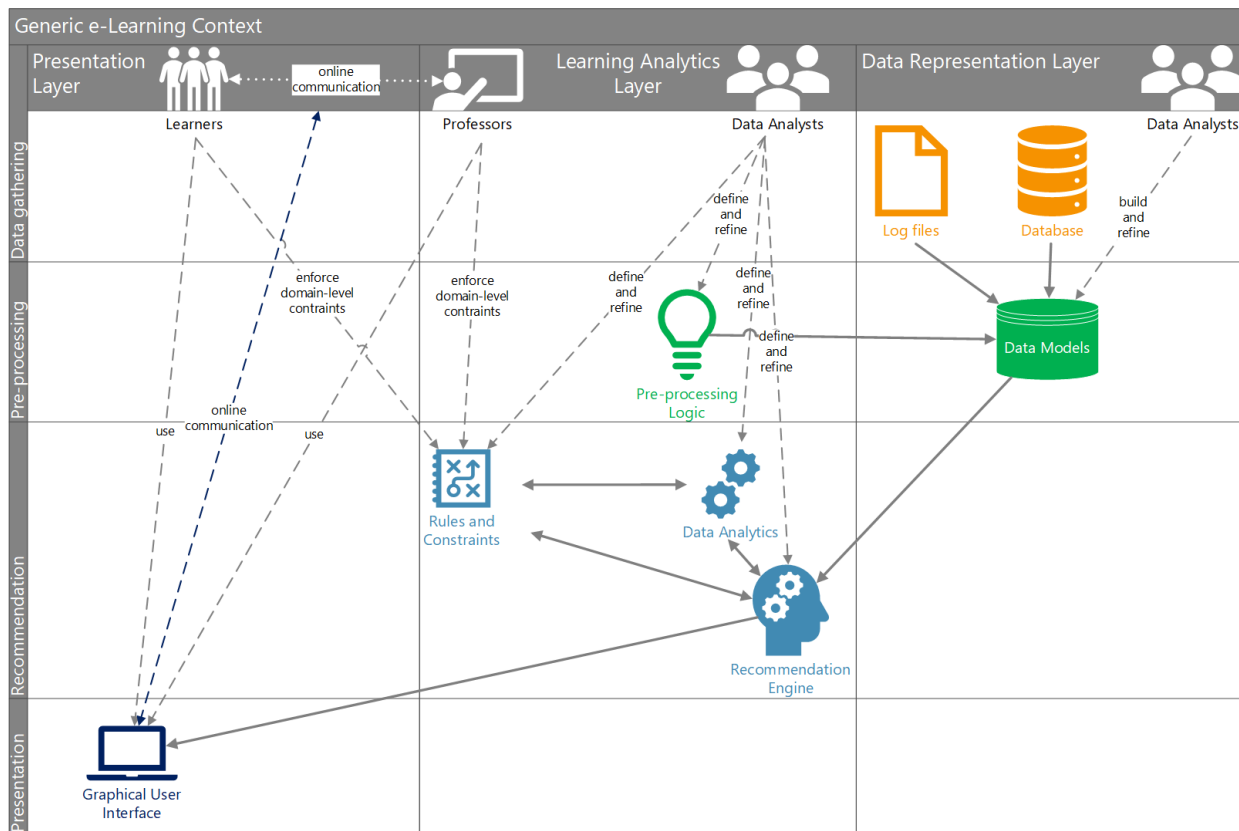 Generic e-Learning Context
Presentation
Layer
online
communication
Learning Analytics
Layer
Data Representation Layer
Learners
Professors
Data Analysts
Data Analysts
Data gathering
define
and
refine
build
and
refine
Log files
Database
Pre-processing
enforce
domain-level
contraints
enforce
domain-level
contraints
define
and
refine
define
and
refine
define
and
refine
Data Models
Pre-processing
Logic
online
communication
use
use
Recommendation
Rules and
Constraints
Data Analytics
Recommendation
Engine
Presentation
Graphical User
Interface